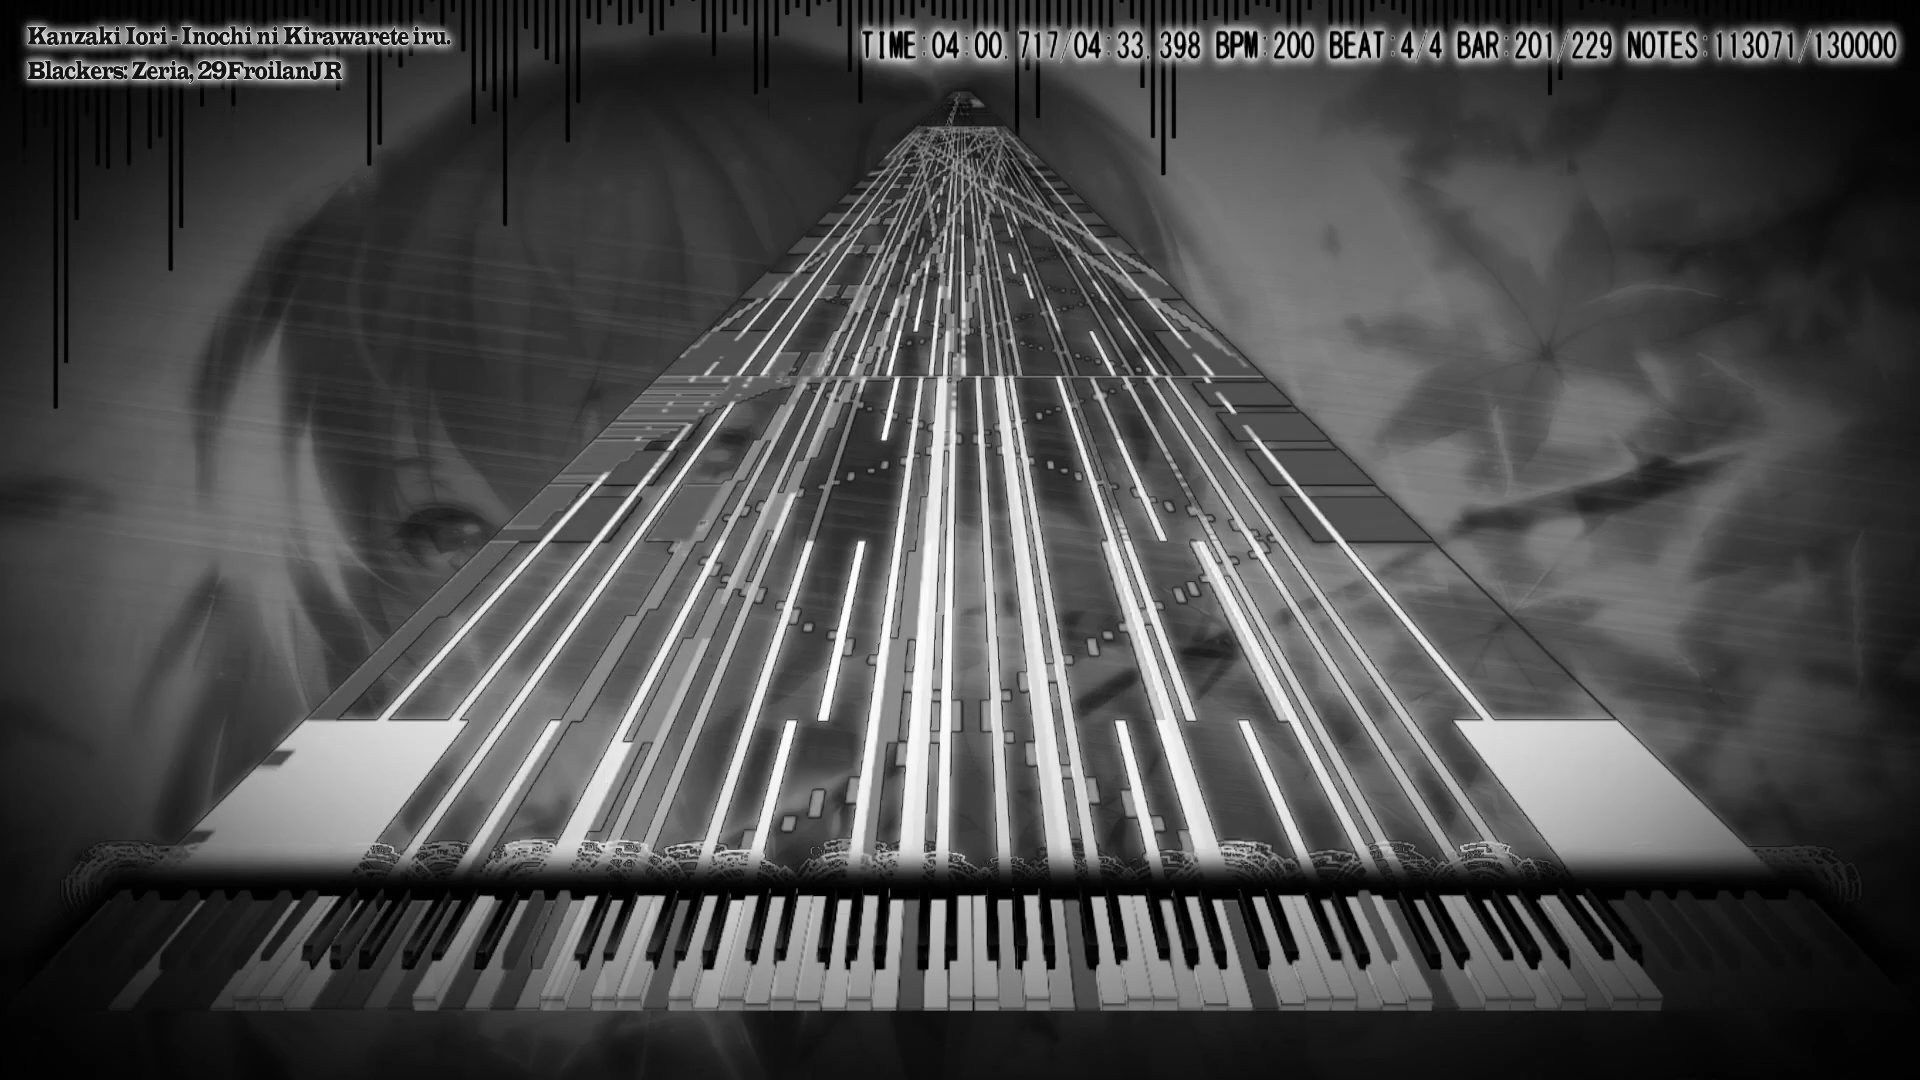 Kanzaki Iori - Inochi ni Kirawarete iru.
Blackers: Zeria, 29FroilanJR
TIME:04:00.717/04:33.398 BPM:200 BEAT:4/4 BAR:201/229 NOTES:113071/130000